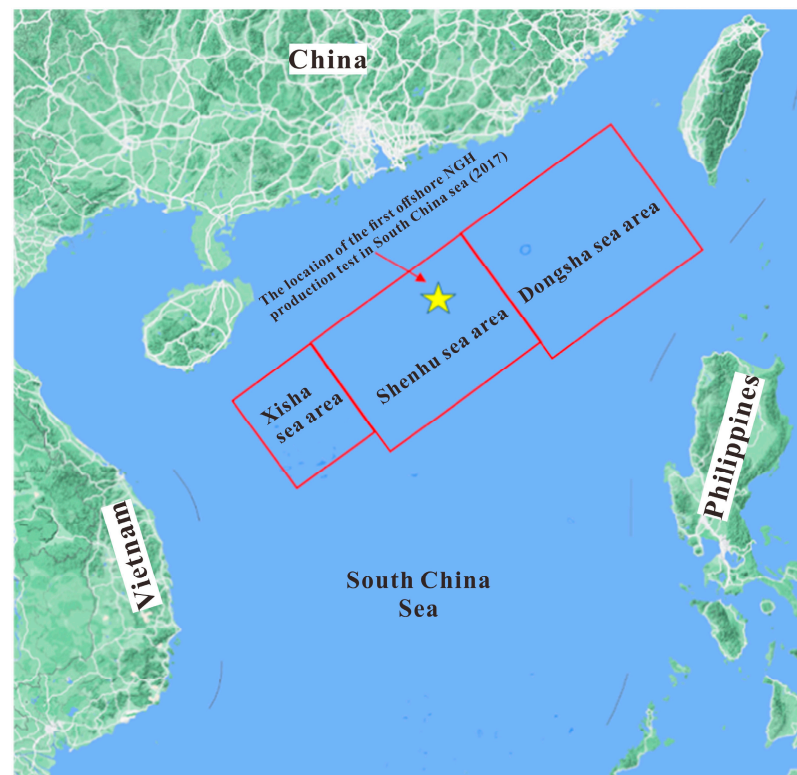 China
The location of the first offshore NGH
production test in South China sea (2017)
Dongsha sea area
Shenhu sea area
Xisha
sea area
Philippines
Vietnam
South China
Sea